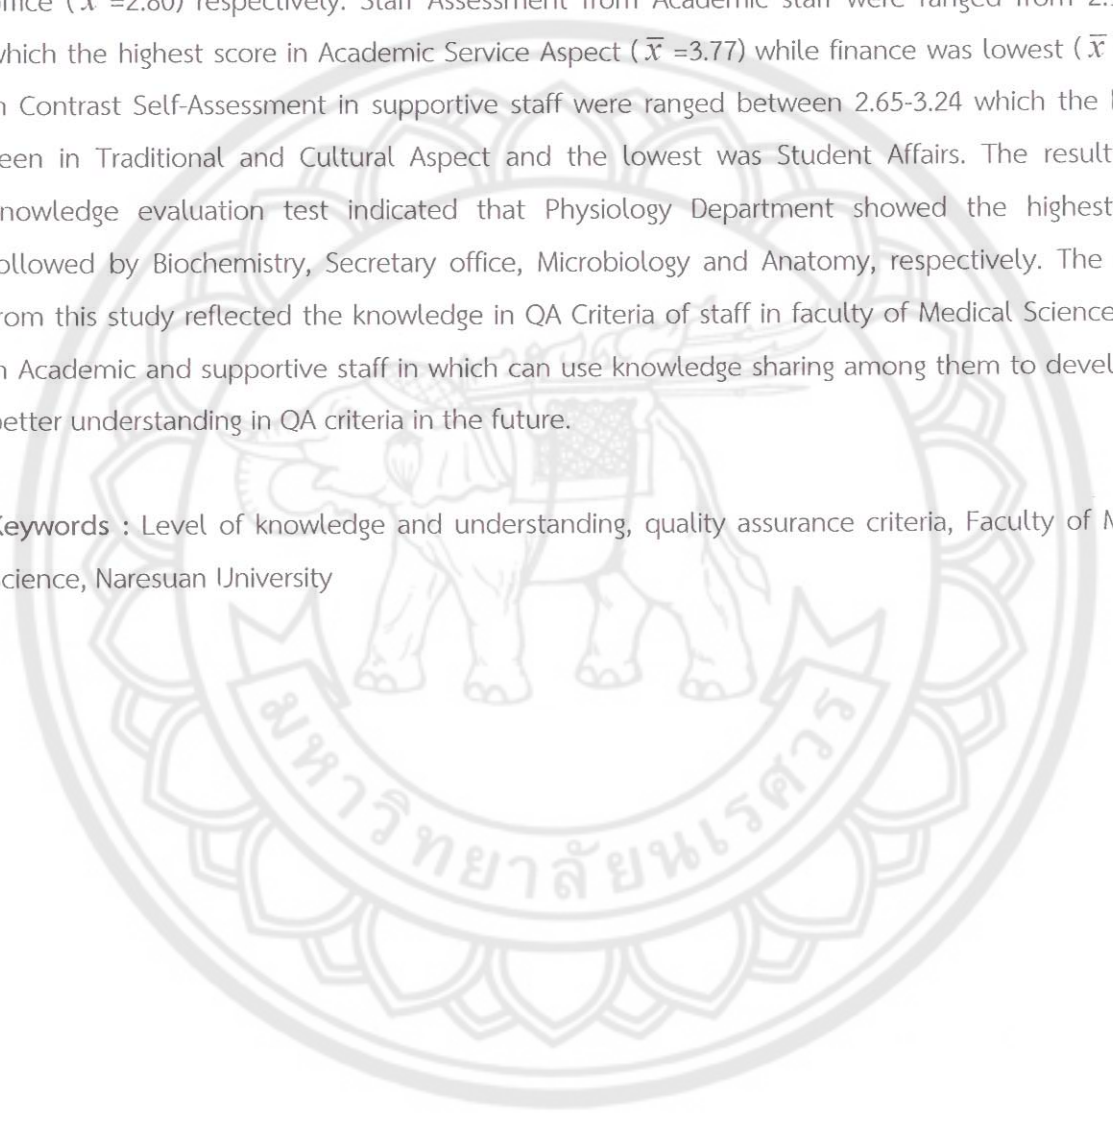 (x̄ =2.80) respectively. Staff Assessment from Academic staff were ranged from
which the highest score in Academic Service Aspect (x̄ =3.77) while finance was lowest (x̄
Contrast Self-Assessment in supportive staff were ranged between 2.65-3.24 which the
in Traditional and Cultural Aspect and the lowest was Student Affairs. The result
knowledge evaluation test indicated that Physiology Department showed the highest
followed by Biochemistry, Secretary office, Microbiology and Anatomy, respectively. The
from this study reflected the knowledge in QA Criteria of staff in faculty of Medical Science
Academic and supportive staff in which can use knowledge sharing among them to
better understanding in QA criteria in the future.
Keywords : Level of knowledge and understanding, quality assurance criteria, Faculty of
Science, Naresuan University
มหาวิทยาลัยนเรศวร